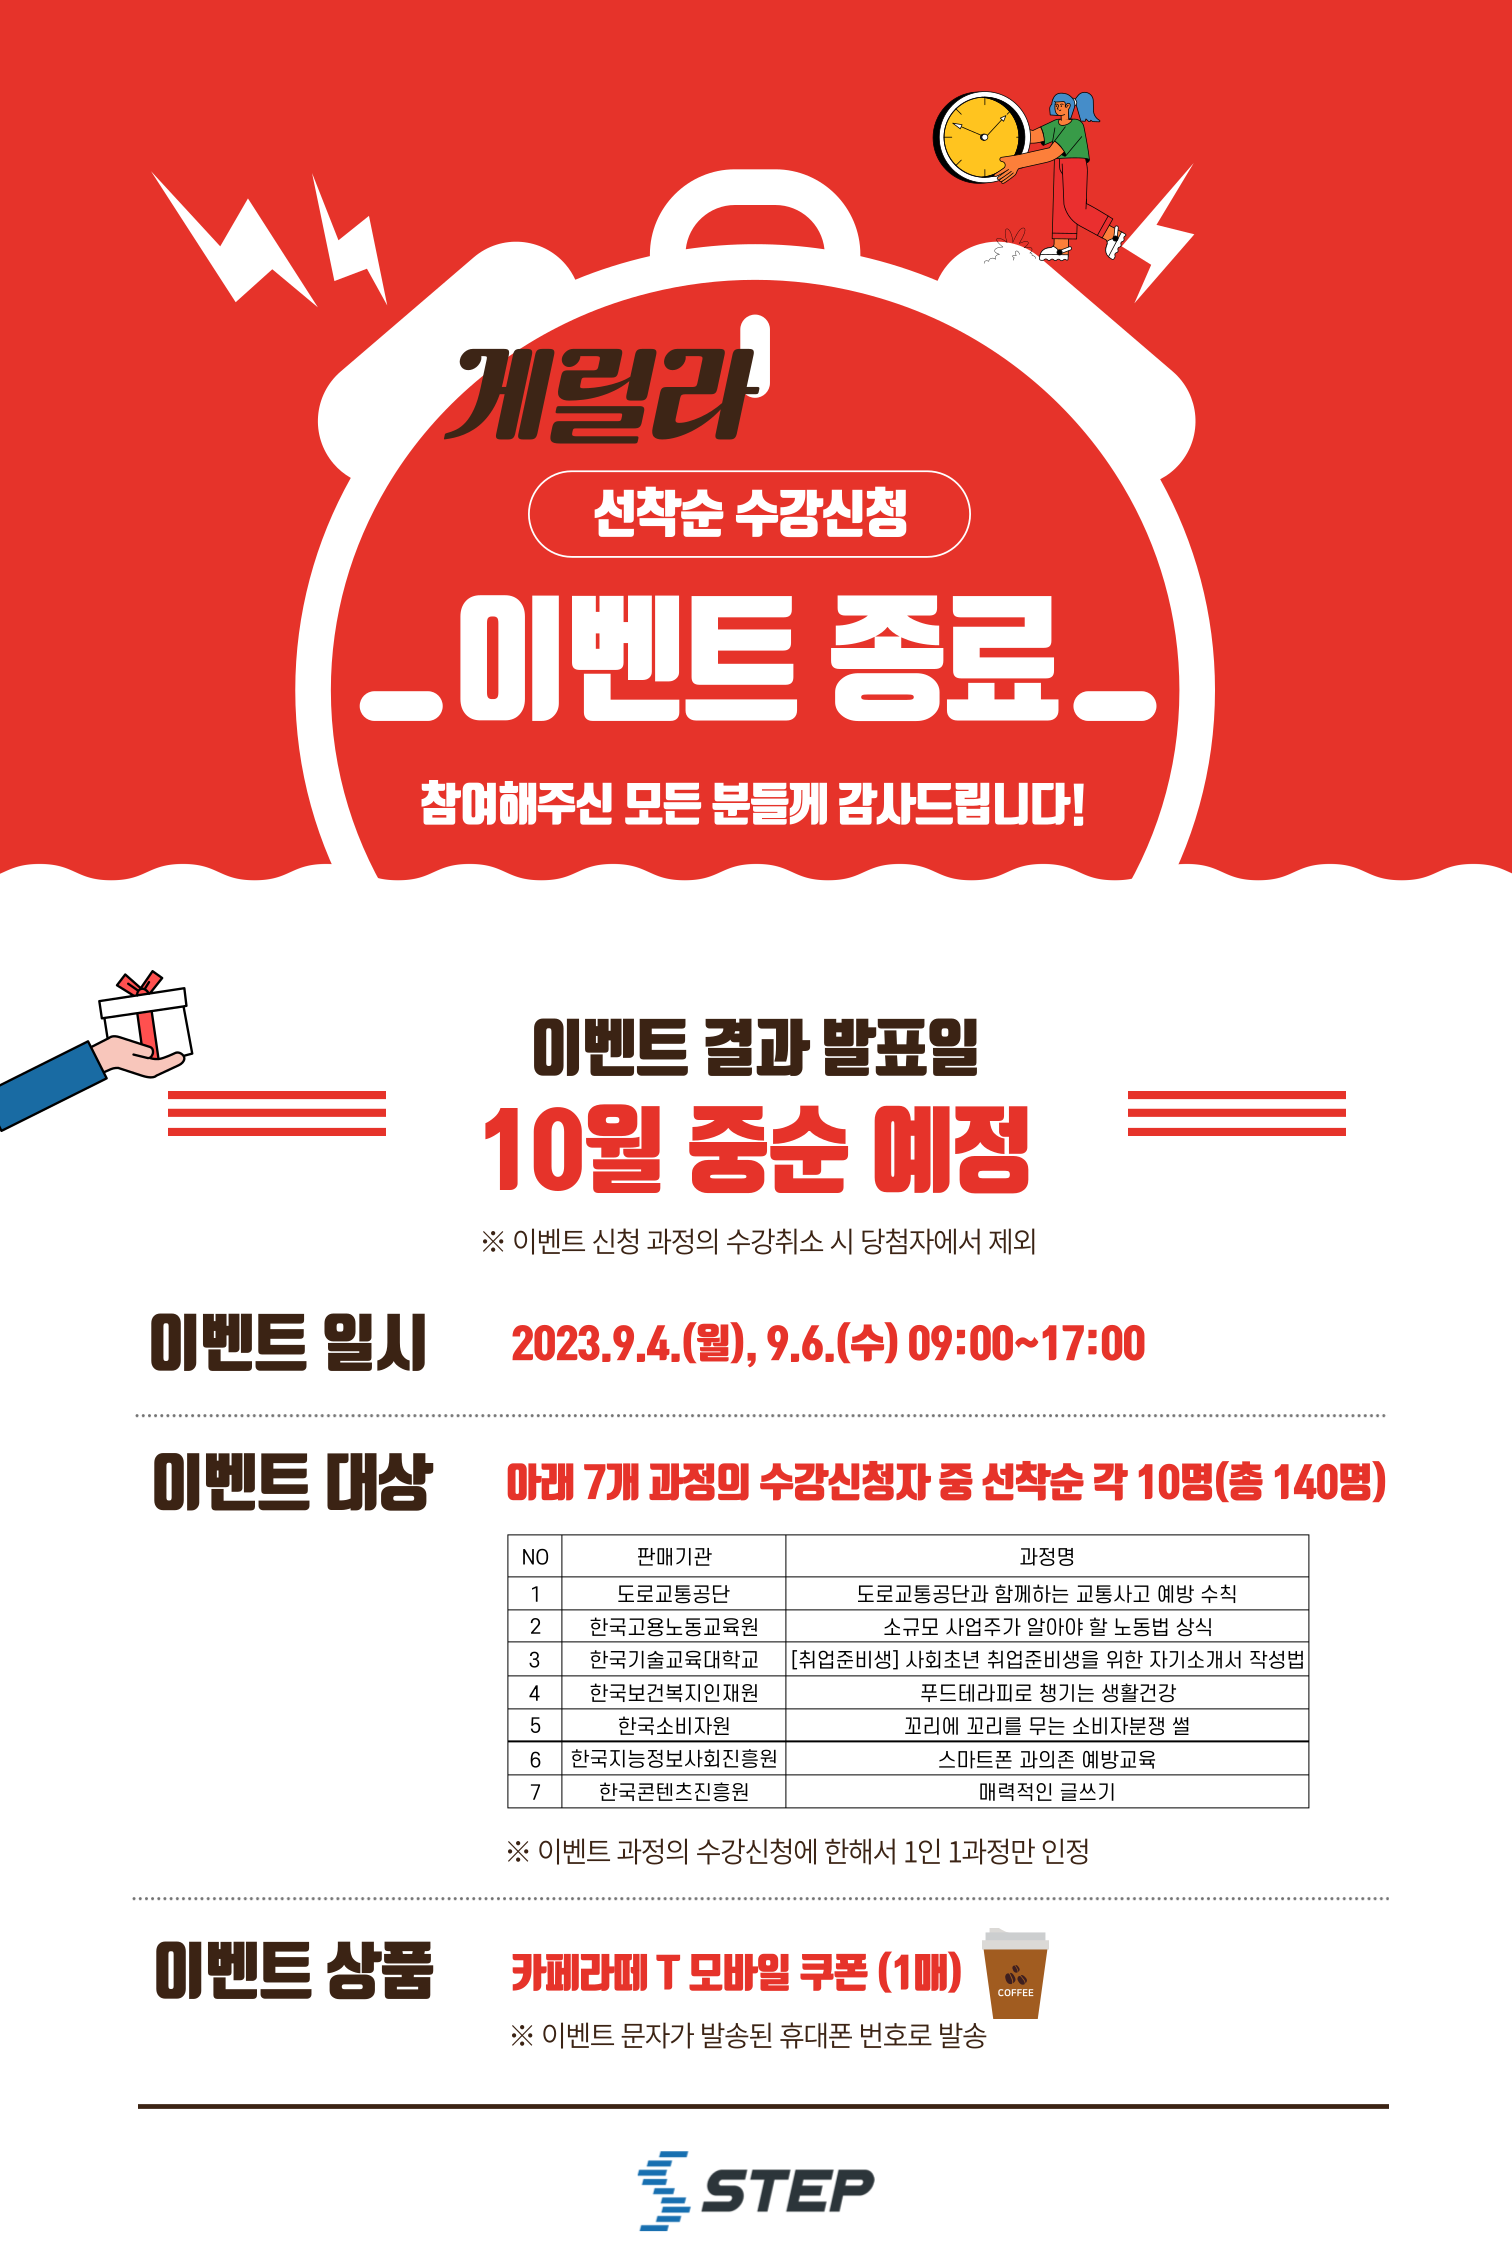 게릴라
선착순 수강신청
이벤트 종료
참여해주신 모든 분들께 감사드립니다!
이벤트 결과 발표일
10월 중순 예정
※ 이벤트 신청 과정의 수강취소 시 당첨자에서 제외
이벤트 일시 2023.9.4.(월), 9.6.(수) 09:00~17:00
이벤트 대상 아래 7개 과정의 수강신청자 중 선착순 각 10명(총 140명)
NO 판매기관 과정명
1 도로교통공단 도로교통공단과 함께하는 교통사고 예방 수칙
2 한국고용노동교육원 소규모 사업주가 알아야 할 노동법 상식
3 한국기술교육대학교 [취업준비생] 사회초년 취업준비생을 위한 자기소개서 작성법
4 한국보건복지인재원 푸드테라피로 챙기는 생활건강
5 한국소비자원 꼬리에 꼬리를 무는 소비자분쟁 썰
6 한국지능정보사회진흥원 스마트폰 과의존 예방교육
7 한국콘텐츠진흥원 매력적인 글쓰기
※ 이벤트 과정의 수강신청에 한해서 1인 1과정만 인정
이벤트 상품 카페라떼 T 모바일 쿠폰 (1매)
COFFEE
※ 이벤트 문자가 발송된 휴대폰 번호로 발송
STEP